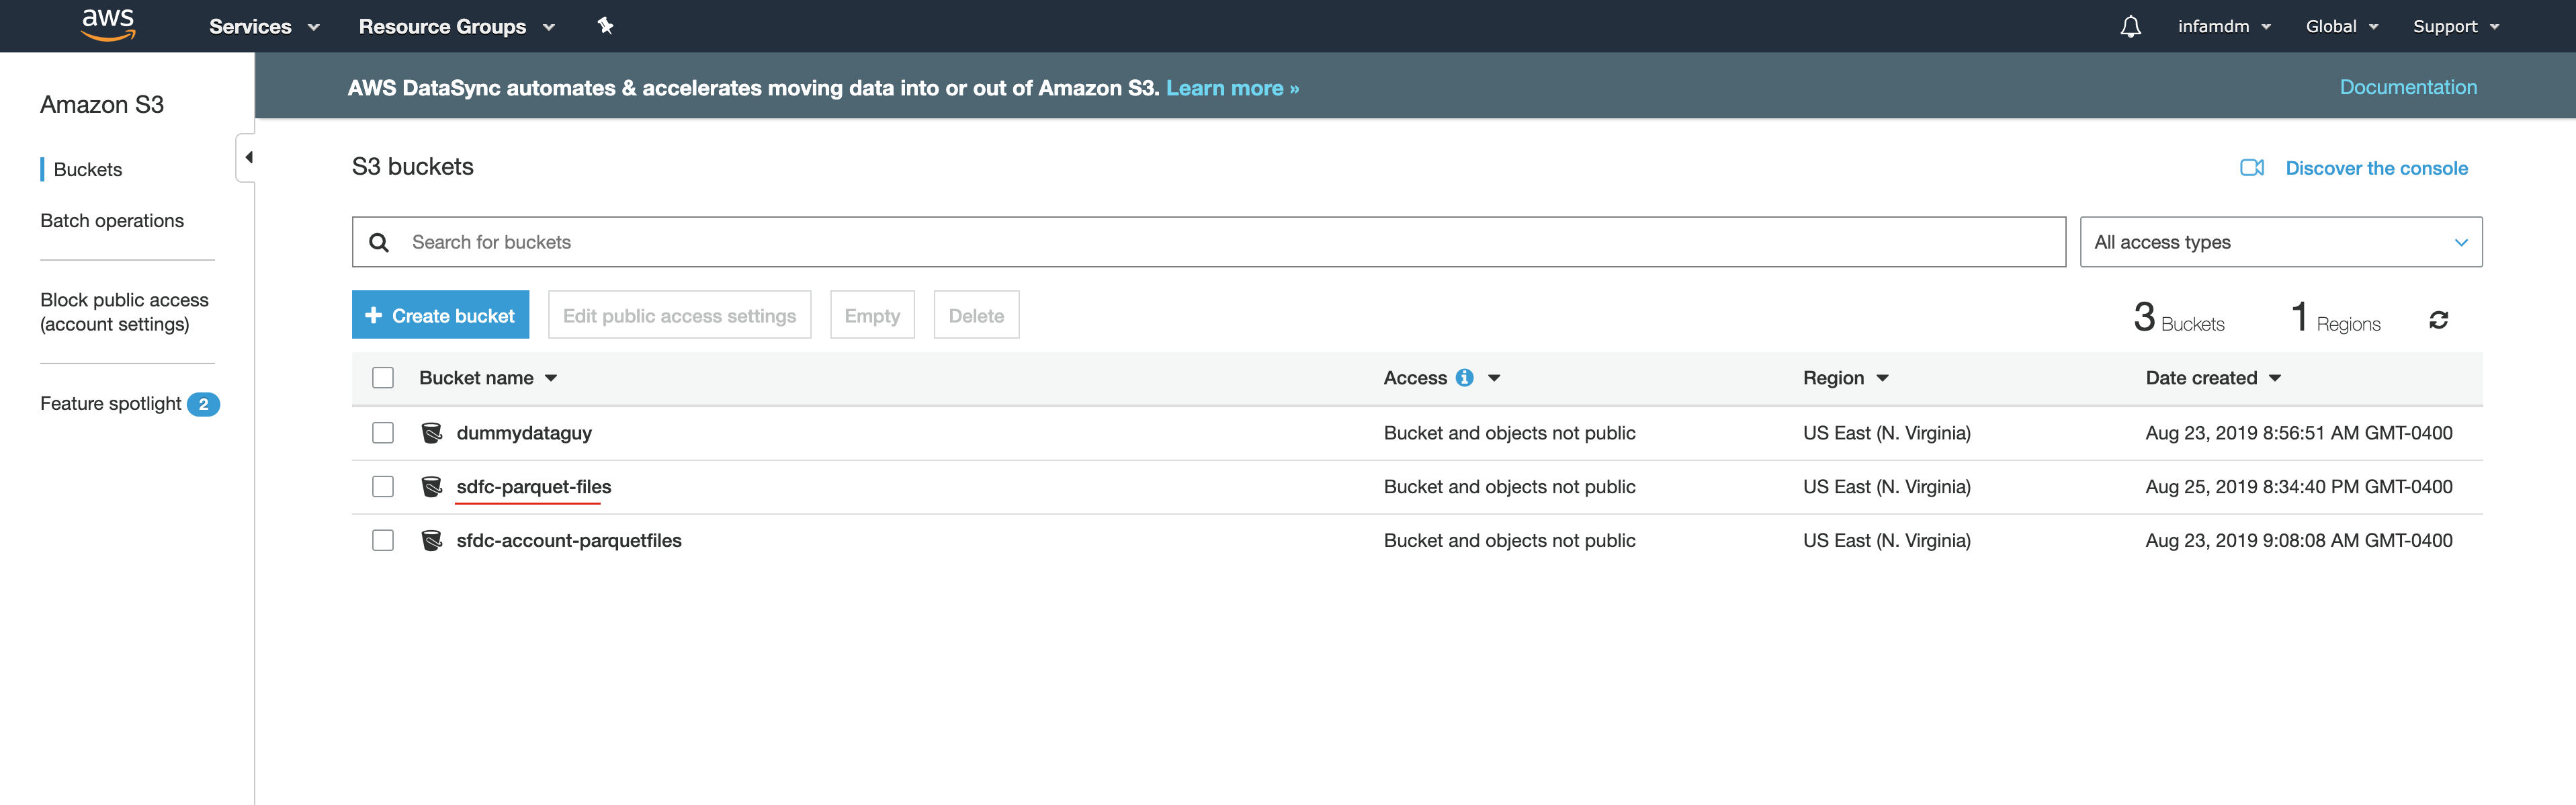 aws Services Resource Groups infamdm Global Support
AWS DataSync automates & accelerates moving data into or out of Amazon S3. Learn more » Documentation
Amazon S3
Buckets
Batch operations
Block public access
(account settings)
Feature spotlight 2
S3 buckets Discover the console
Search for buckets All access types
+ Create bucket Edit public access settings Empty Delete 3 Buckets 1 Regions
Bucket name Access Region Date created
dummydataguy Bucket and objects not public US East (N. Virginia) Aug 23, 2019 8:56:51 AM GMT-0400
sdfc-parquet-files Bucket and objects not public US East (N. Virginia) Aug 25, 2019 8:34:40 PM GMT-0400
sfdc-account-parquetfiles Bucket and objects not public US East (N. Virginia) Aug 23, 2019 9:08:08 AM GMT-0400